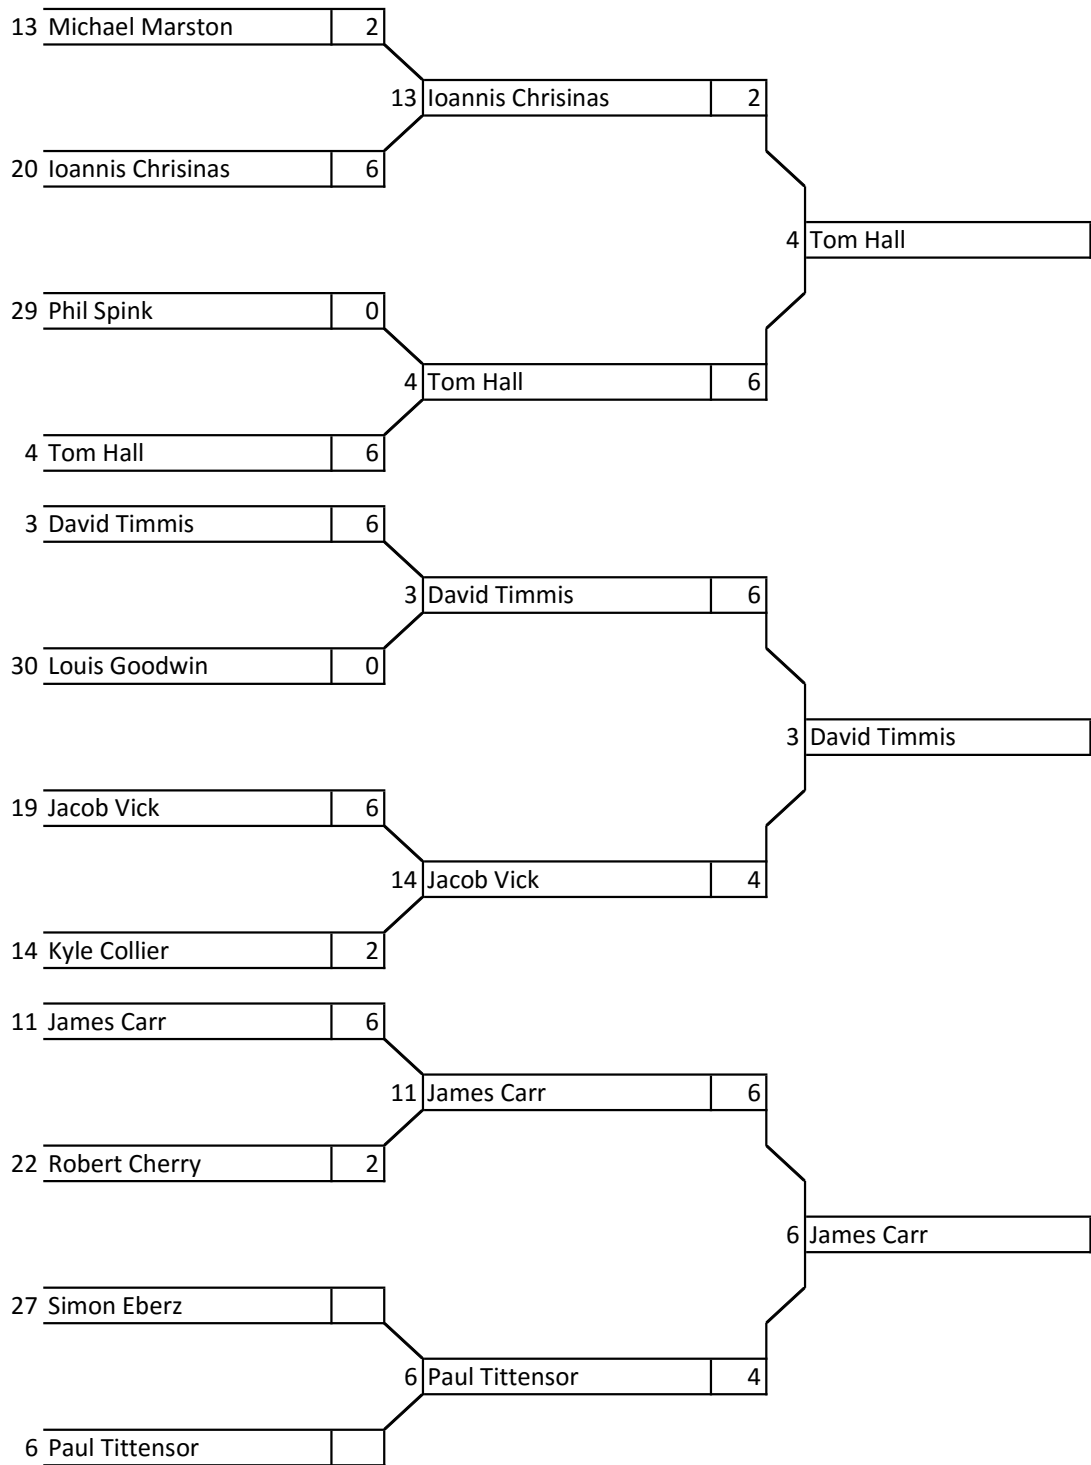 13 Michael Marston 2
13 Ioannis Chrisinas 2
20 Ioannis Chrisinas 6
4 Tom Hall
29 Phil Spink 0
4 Tom Hall 6
4 Tom Hall 6
3 David Timmis 6
3 David Timmis 6
30 Louis Goodwin 0
3 David Timmis
19 Jacob Vick 6
14 Jacob Vick 4
14 Kyle Collier 2
11 James Carr 6
11 James Carr 6
22 Robert Cherry 2
6 James Carr
27 Simon Eberz
6 Paul Tittensor 4
6 Paul Tittensor